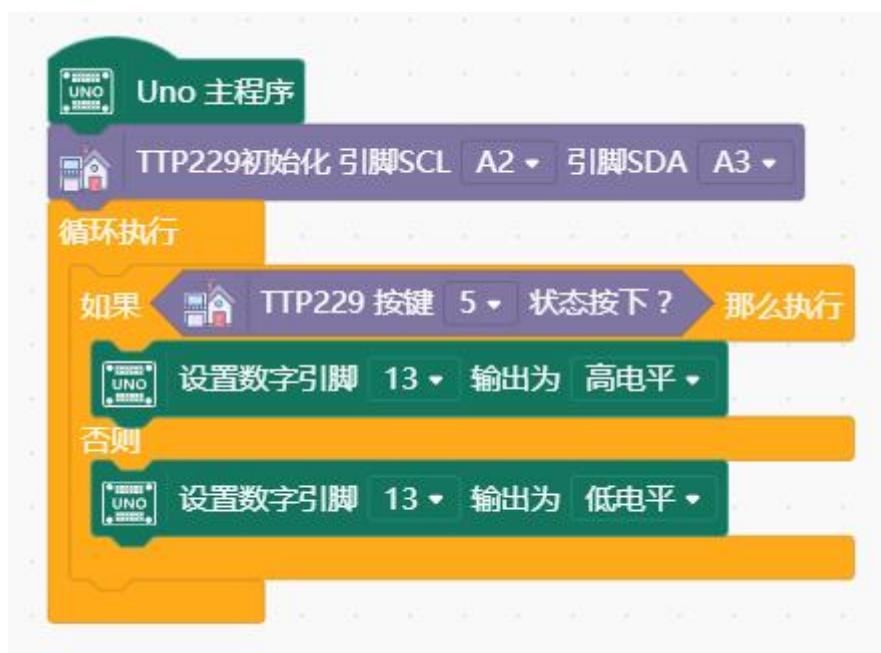 UNO Uno 主程序
TTP229初始化 引脚SCL A2 引脚SDA A3
循环执行
如果 TTP229 按键 5 状态按下？ 那么执行
UNO 设置数字引脚 13 输出为 高电平
否则
UNO 设置数字引脚 13 输出为 低电平